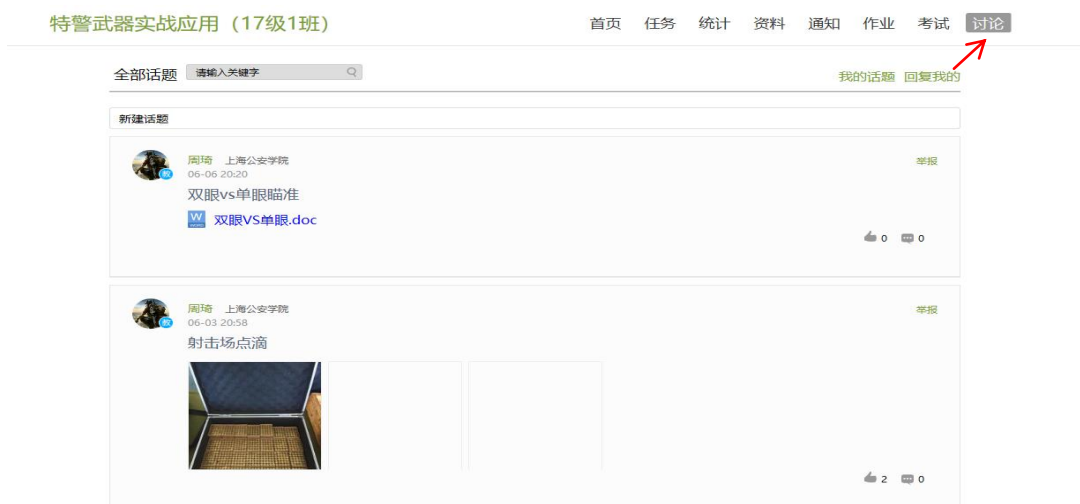 特警武器实战应用（17级1班） 首页 任务 统计 资料 通知 作业 考试 讨论
全部话题 请输入关键字 我的话题 回复我的
新建话题
周琦 上海公安学院 举报
06-06 20:20
双眼vs单眼瞄准
双眼VS单眼.doc
0 0
周琦 上海公安学院 举报
06-03 20:58
射击场点滴
2 0